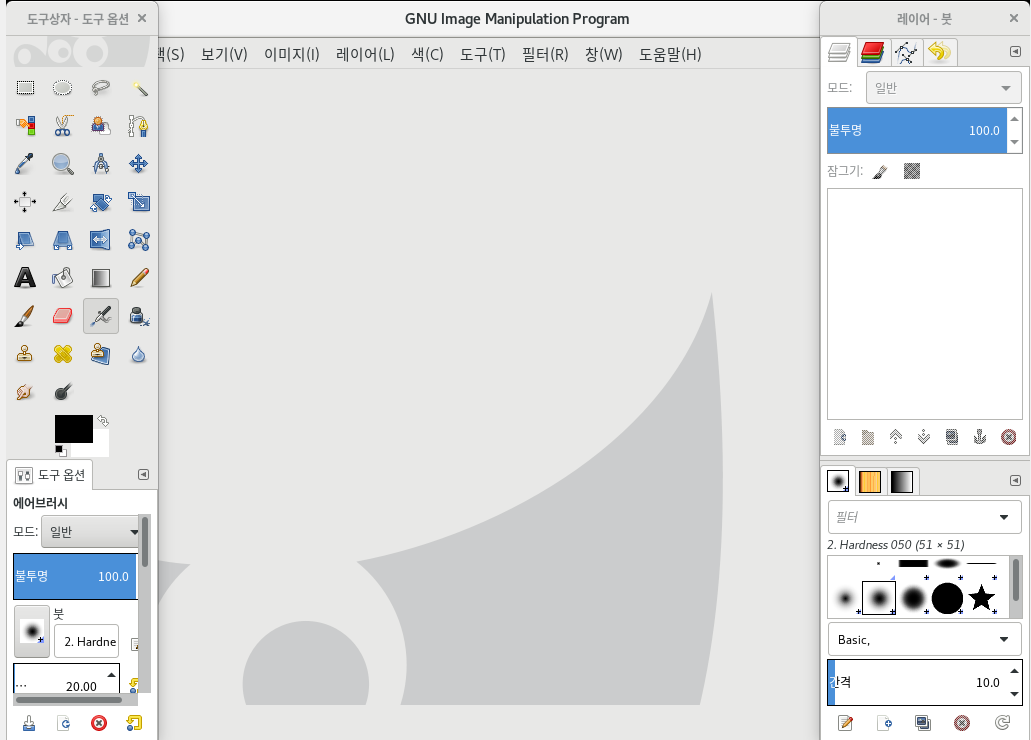 도구상자 - 도구 옵션
GNU Image Manipulation Program
레이어 - 붓
보기(V) 이미지(I) 레이어(L) 색(C) 도구(T) 필터(R) 창(W) 도움말(H)
모드: 일반
불투명 100.0
잠그기:
도구 옵션
에어브러시
모드: 일반
불투명 100.0
붓
2. Hardne
... 20.00
필터
2. Hardness 050 (51 × 51)
Basic,
간격 10.0